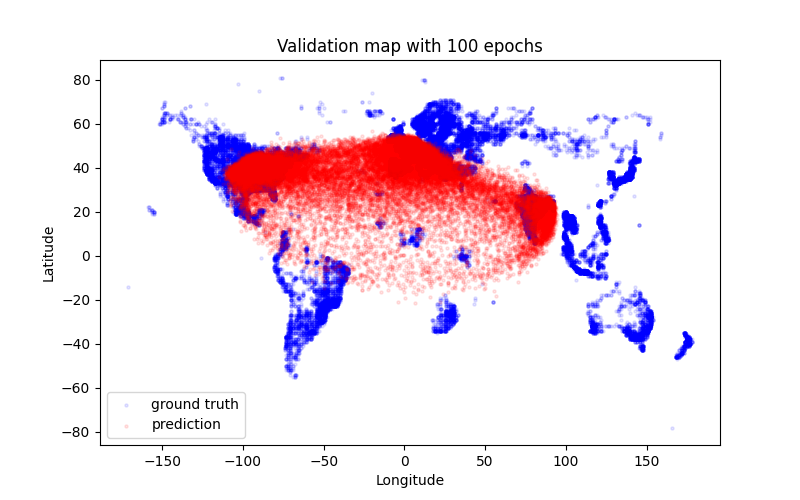 Validation map with 100 epochs
80
60
40
20
0
−20
−40
−60
−80
Latitude
ground truth
prediction
−150 −100 −50 0 50 100 150
Longitude